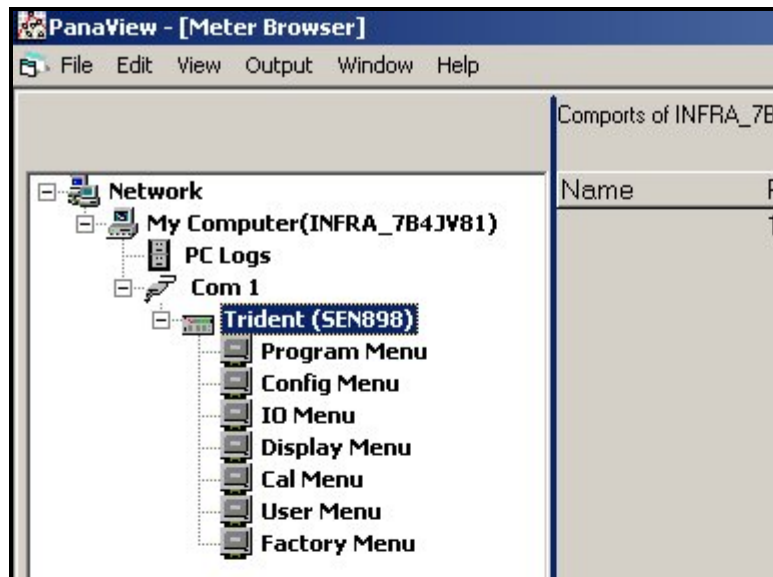 PanaView - [Meter Browser]
File Edit View Output Window Help
Comports of INFRA_7B
Name
Network
My Computer(INFRA_7B4JV81)
PC Logs
Com 1
Trident (SEN898)
Program Menu
Config Menu
IO Menu
Display Menu
Cal Menu
User Menu
Factory Menu